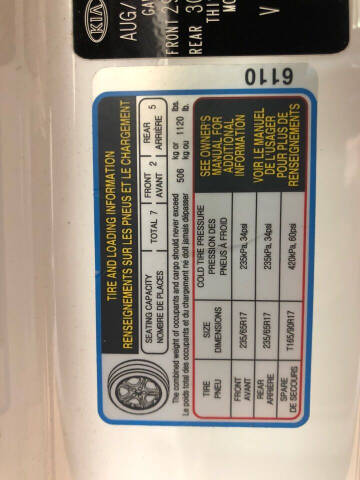 KIA
AUG/
GA
FRONT 29
REAR 30
THI
MO
V
6110
TIRE AND LOADING INFORMATION
RENSEIGNEMENTS SUR LES PNEUS ET LE CHARGEMENT
SEATING CAPACITY TOTAL 7 FRONT 2 REAR 5
NOMBRE DE PLACES AVANT ARRIÈRE
The combined weight of occupants and cargo should never exceed 506 kg or 1120 lbs.
Le poids total des occupants et du chargement ne doit jamais dépasser kg ou lb.
TIRE SIZE COLD TIRE PRESSURE
PNEU DIMENSIONS PRESSION DES PNEUS À FROID
FRONT 235/65R17 235kPa, 34psi
AVANT
REAR 235/65R17 235kPa, 34psi
ARRIÈRE
SPARE T165/90R17 420kPa, 60psi
DE SECOURS
SEE OWNER'S
MANUAL FOR
ADDITIONAL
INFORMATION
VOIR LE MANUEL
DE L'USAGER
POUR PLUS DE
RENSEIGNEMENTS